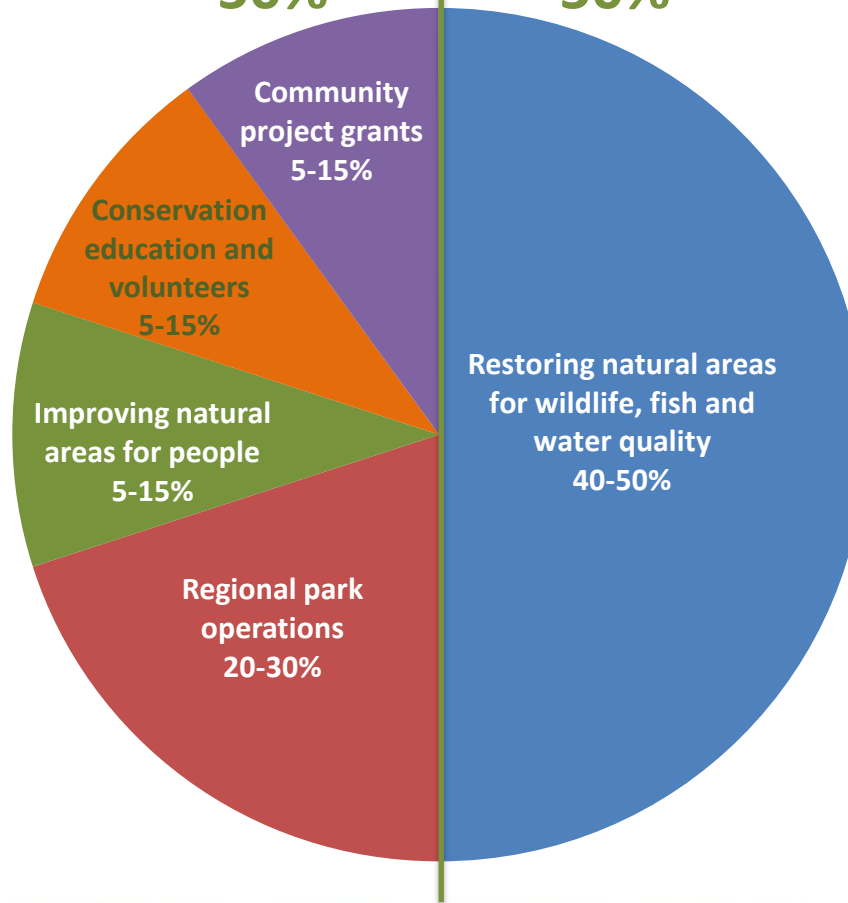 Community
project grants
5-15%
Conservation
education and
volunteers
5-15%
Improving natural
areas for people
5-15%
Regional park
operations
20-30%
Restoring natural areas
for wildlife, fish and
water quality
40-50%